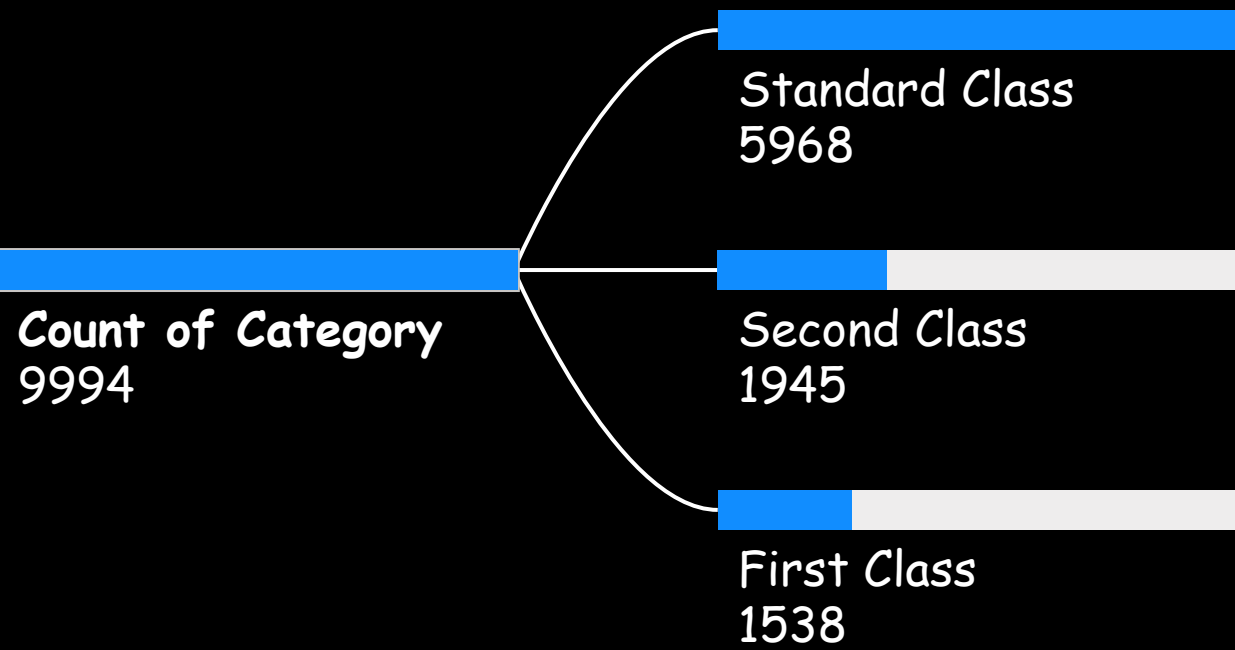 Standard Class
5968
Count of Category
9994
Second Class
1945
First Class
1538